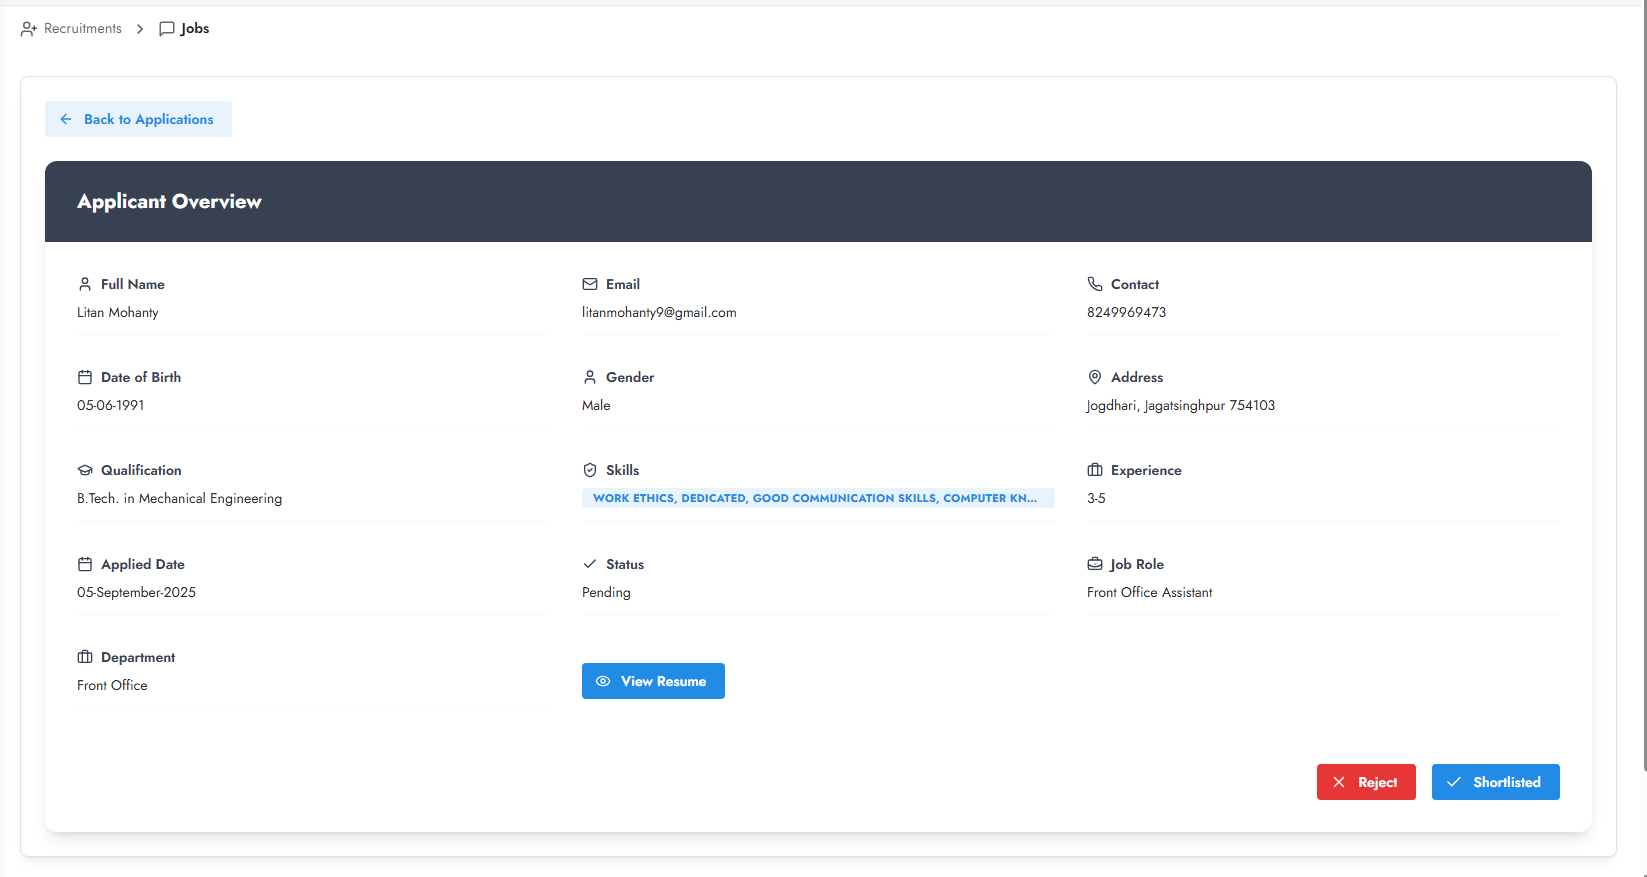 Recruitments > Jobs
Back to Applications
Applicant Overview
Full Name
Litan Mohanty
Email
litanmohanty9@gmail.com
Contact
8249969473
Date of Birth
05-06-1991
Gender
Male
Address
Jogdhari, Jagatsinghpur 754103
Qualification
B.Tech. in Mechanical Engineering
Skills
WORK ETHICS, DEDICATED, GOOD COMMUNICATION SKILLS, COMPUTER KN...
Experience
3-5
Applied Date
05-September-2025
Status
Pending
Job Role
Front Office Assistant
Department
Front Office
View Resume
Reject
Shortlisted